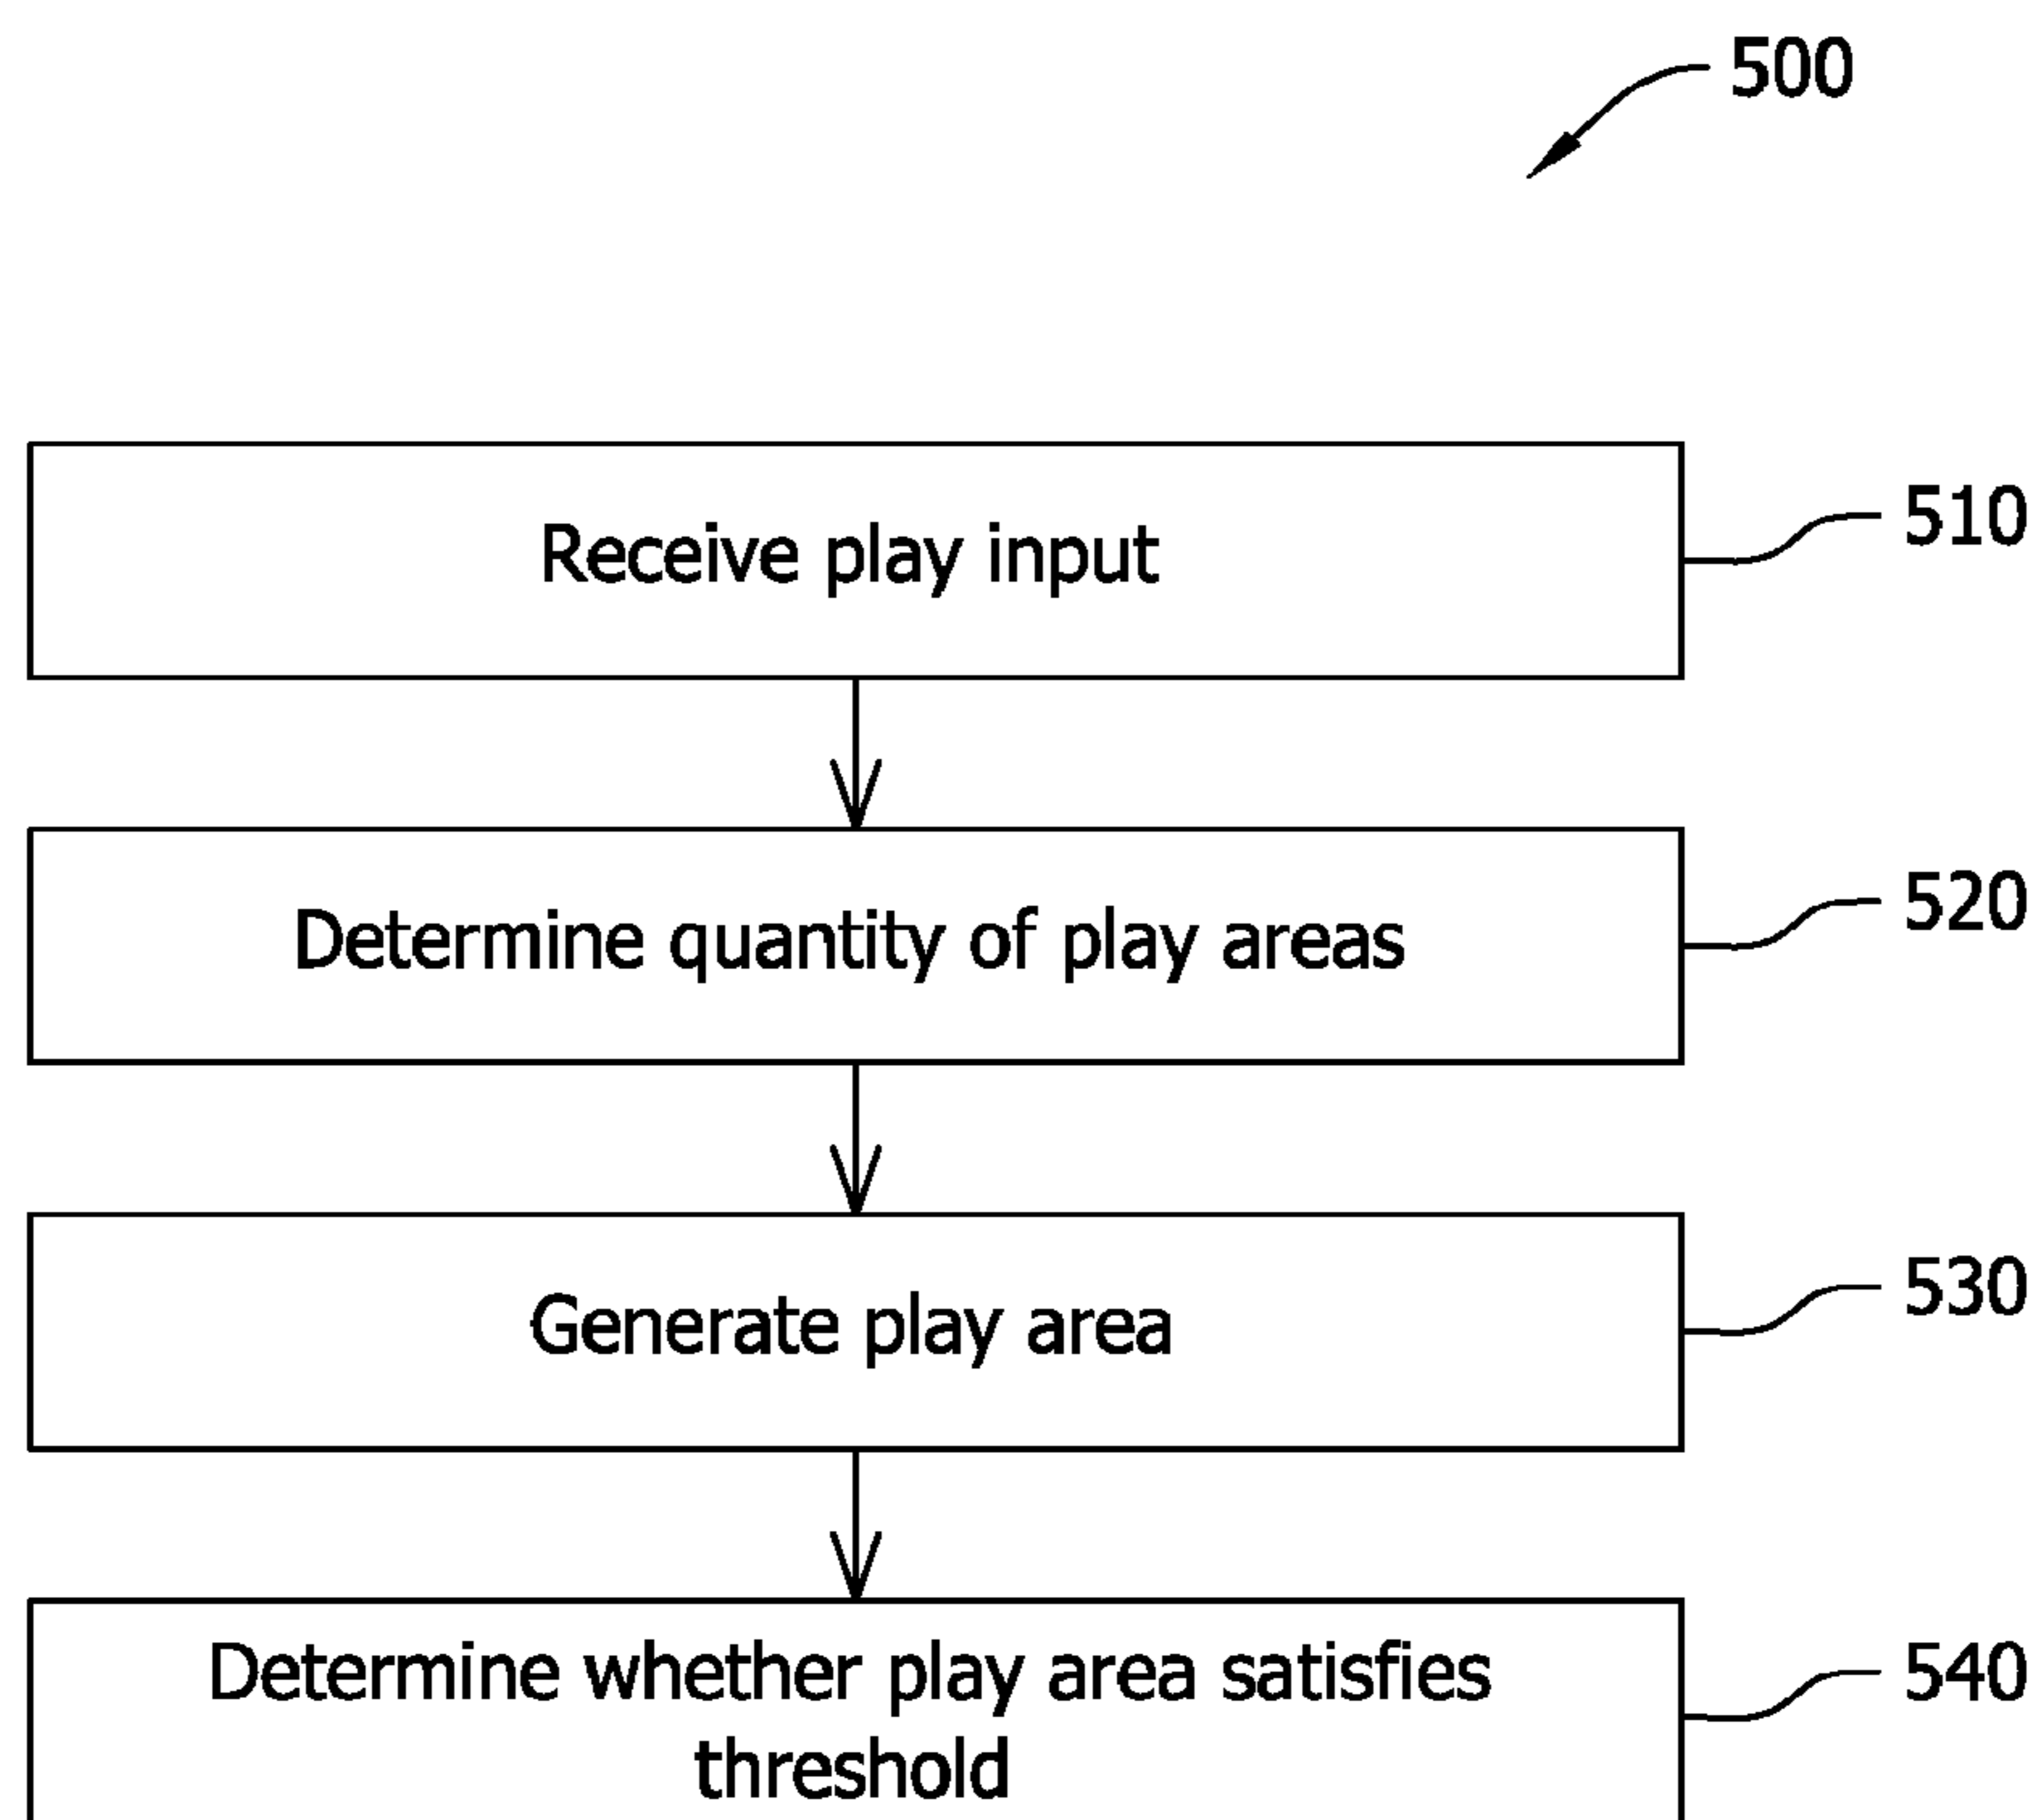 500
Receive play input
510
Determine quantity of play areas
520
Generate play area
530
Determine whether play area satisfies
threshold
540